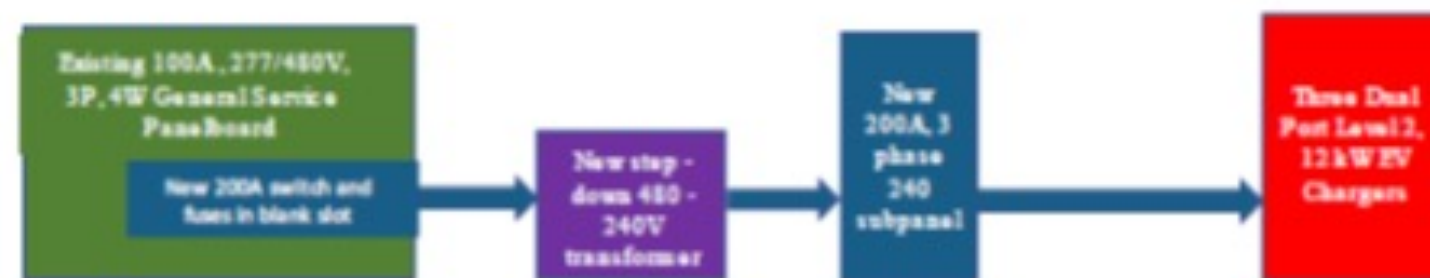 Existing 100A, 277/480V,
3P, 4W General Service
Panelboard
New 200A switch and
fuses in blank slot
New step -
down 480 -
240V
transformer
New
200A, 3
phase
240
subpanel
Three Dual
Port Level 2,
12 kW EV
Chargers